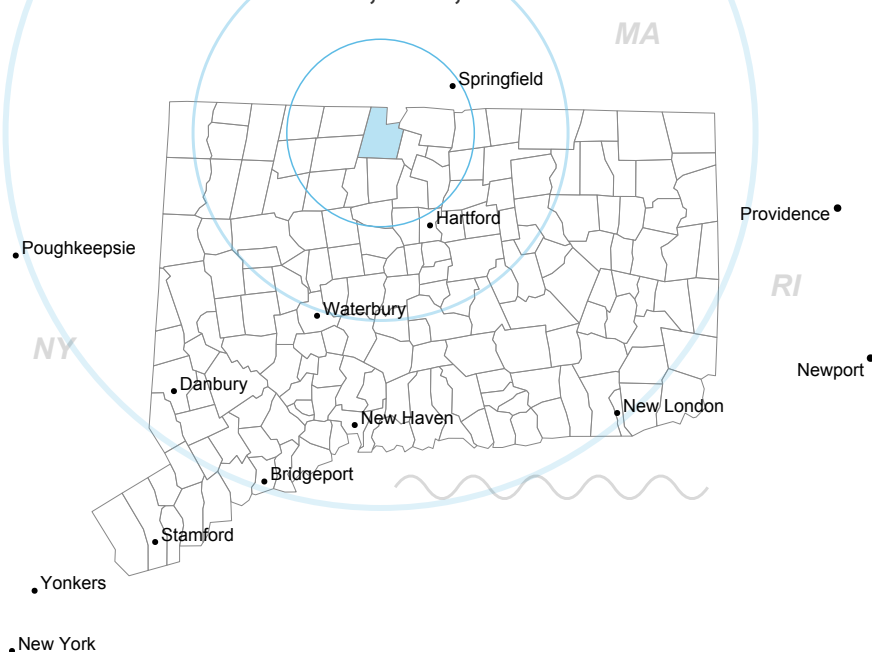 MA
Springfield
Hartford
Providence
Poughkeepsie
RI
Waterbury
NY
Newport
Danbury
New London
New Haven
Bridgeport
Stamford
Yonkers
New York